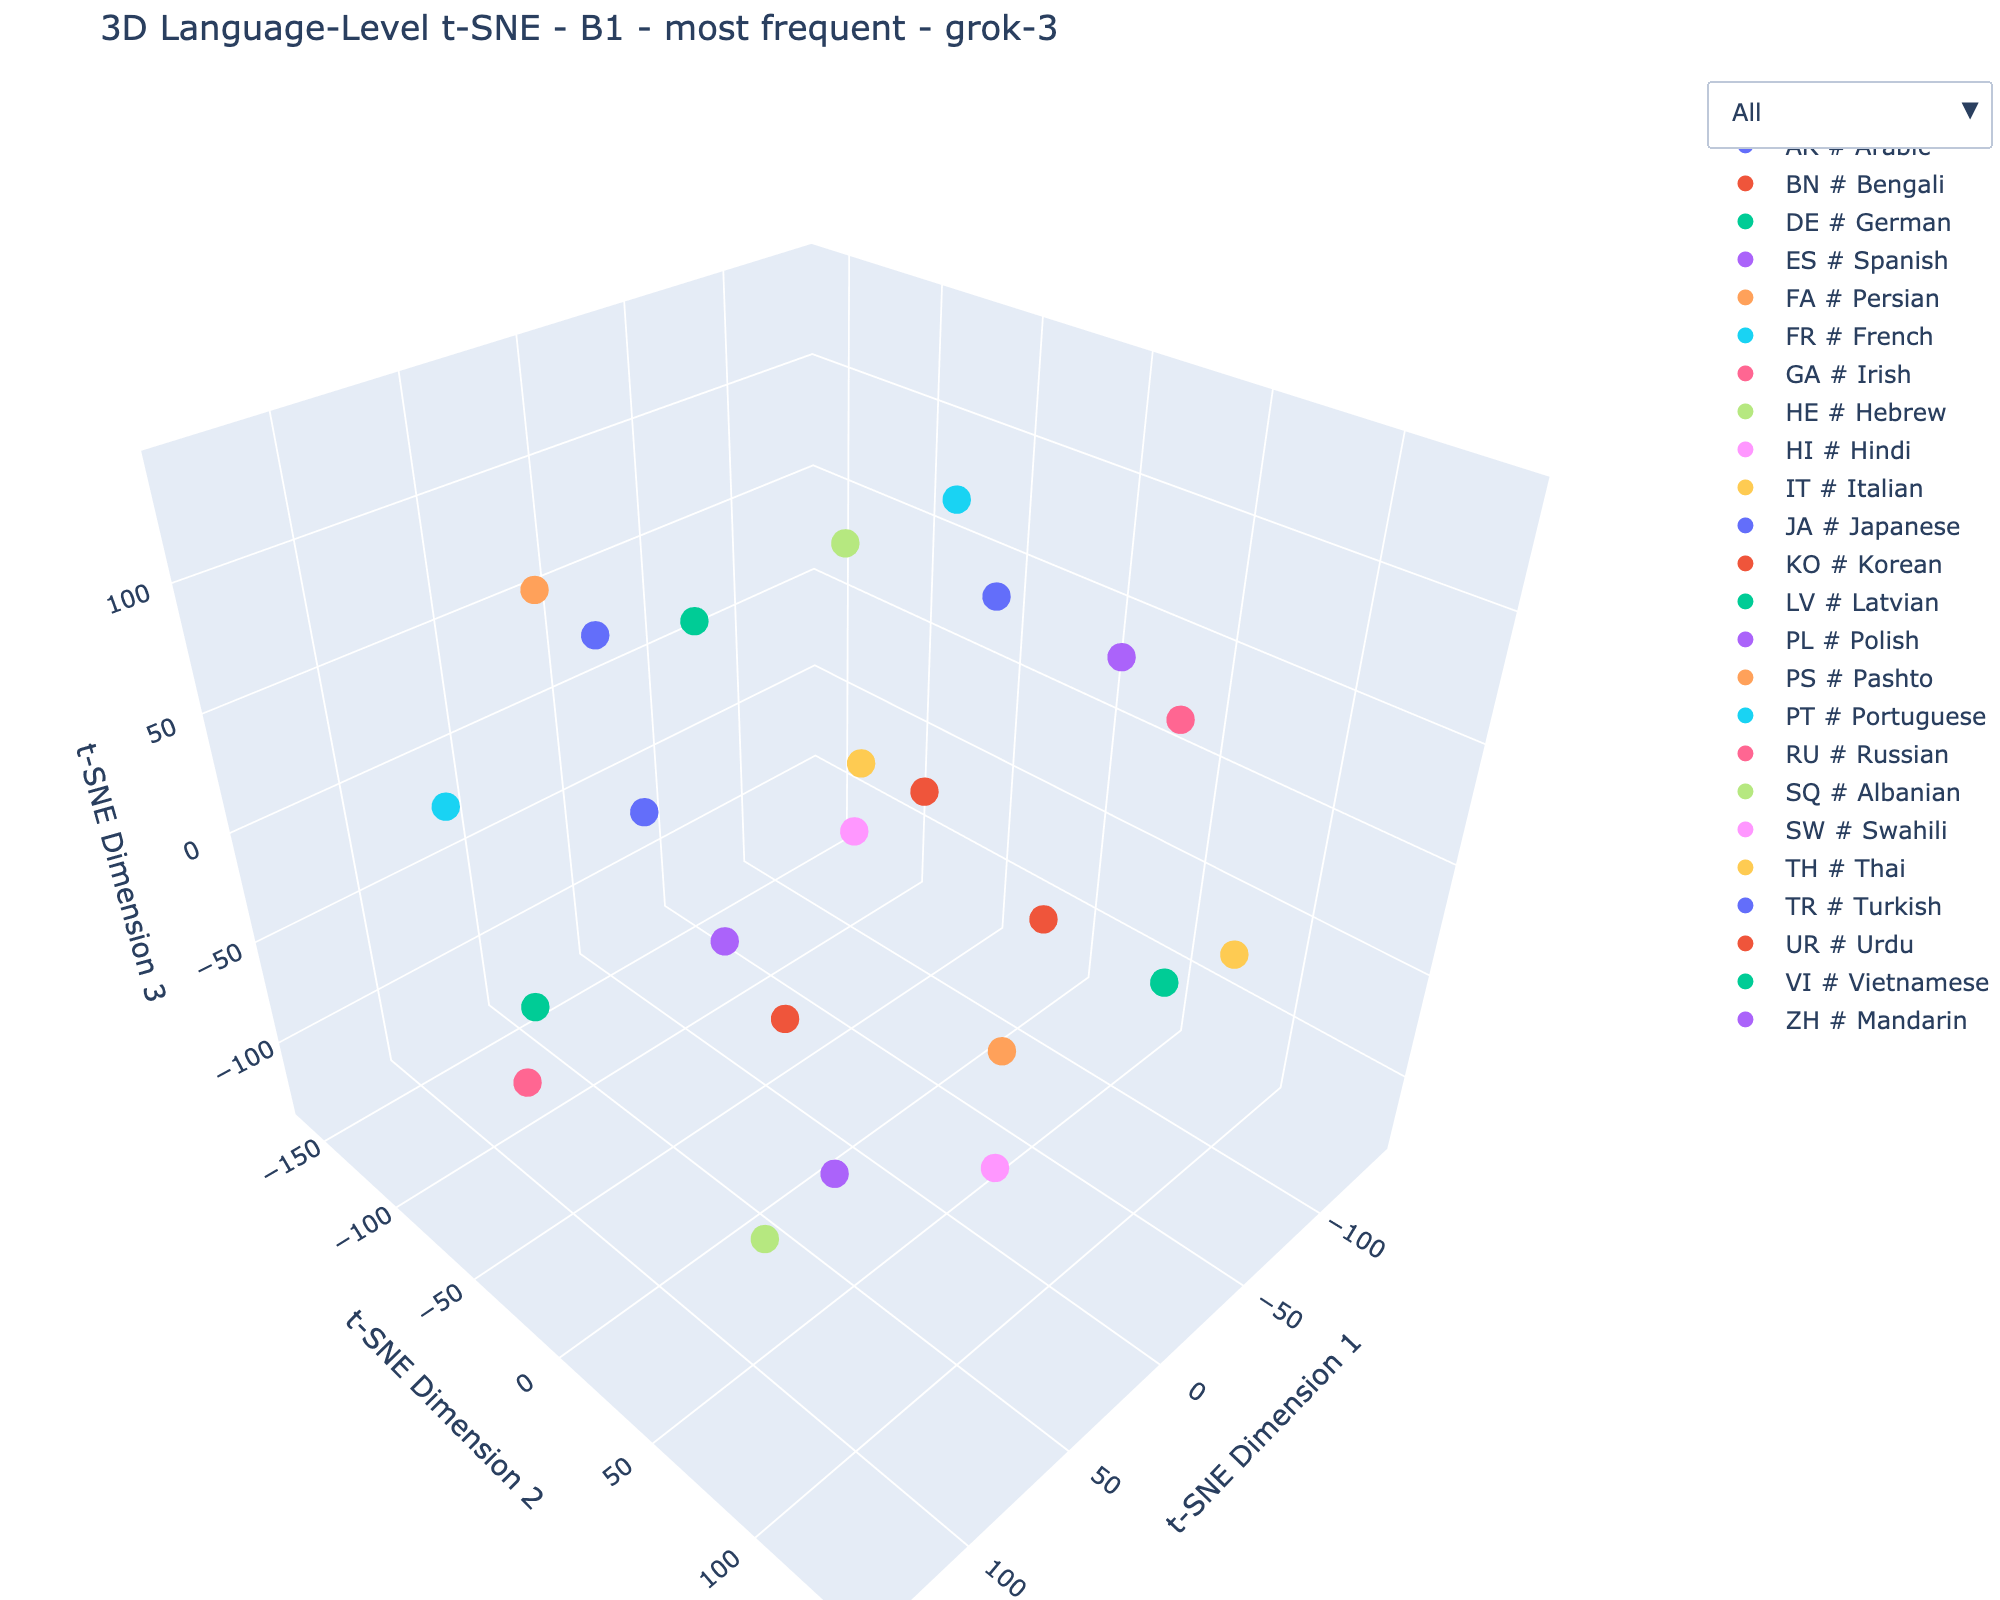 3D Language-Level t-SNE - B1 - most frequent - grok-3
All ▼
AR # Arabic
BN # Bengali
DE # German
ES # Spanish
FA # Persian
FR # French
GA # Irish
HE # Hebrew
HI # Hindi
IT # Italian
JA # Japanese
KO # Korean
LV # Latvian
PL # Polish
PS # Pashto
PT # Portuguese
RU # Russian
SQ # Albanian
SW # Swahili
TH # Thai
TR # Turkish
UR # Urdu
VI # Vietnamese
ZH # Mandarin
100
50
0
−50
−100
t-SNE Dimension 3
−150
−100
−50
0
50
100
t-SNE Dimension 2
−100
−50
0
50
100
t-SNE Dimension 1